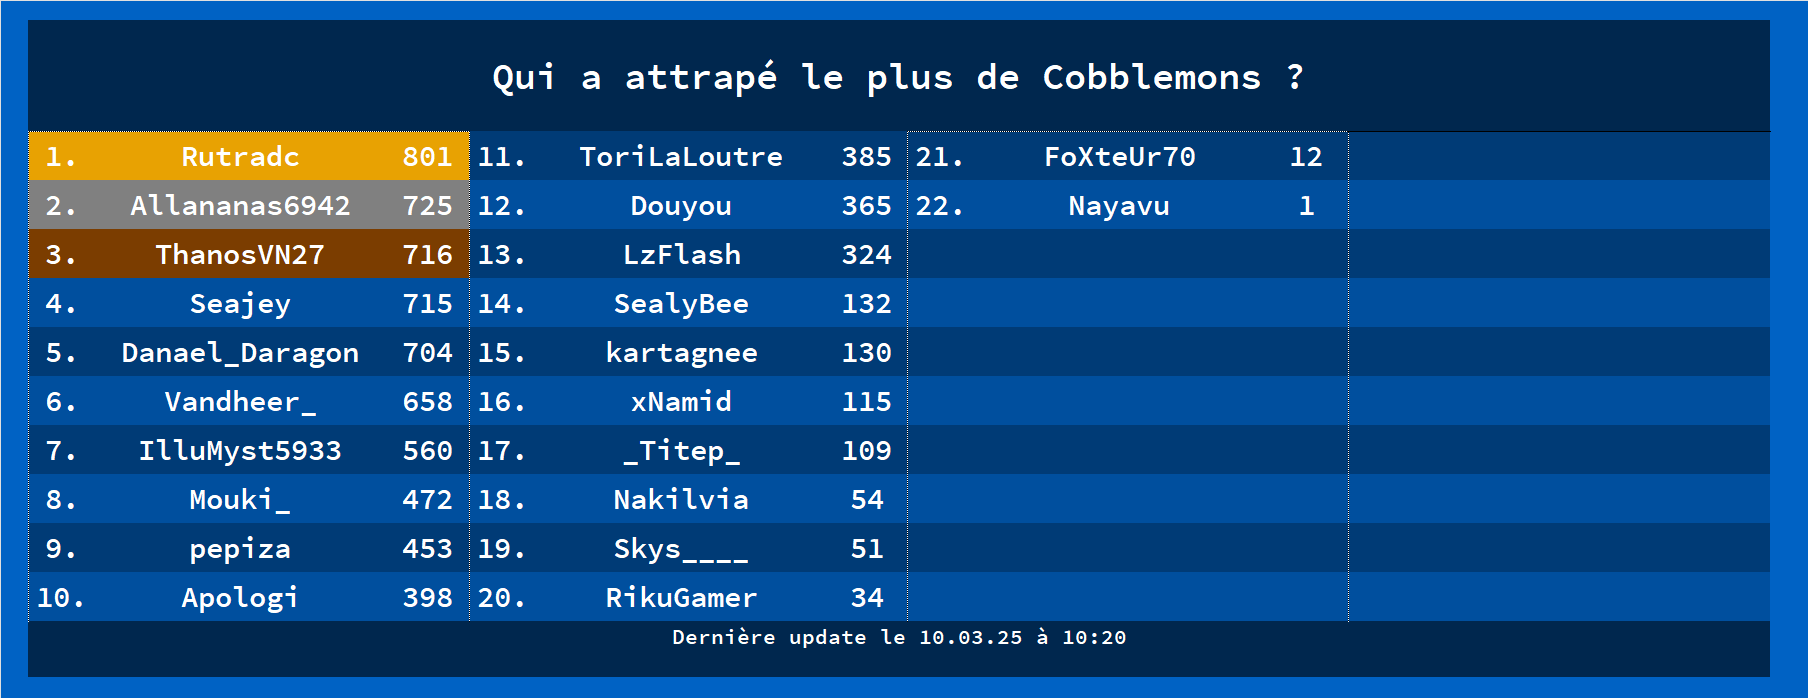 Qui a attrapé le plus de Cobblemons ?
1. Rutradc 801
2. Allananas6942 725
3. ThanosVN27 716
4. Seajey 715
5. Danael_Daragon 704
6. Vandheer_ 658
7. IlluMyst5933 560
8. Mouki_ 472
9. pepiza 453
10. Apologi 398
11. ToriLaLoutre 385
12. Douyou 365
13. LzFlash 324
14. SealyBee 132
15. kartagnee 130
16. xNamid 115
17. _Titep_ 109
18. Nakilvia 54
19. Skys____ 51
20. RikuGamer 34
21. FoXteUr70 12
22. Nayavu 1
Dernière update le 10.03.25 à 10:20